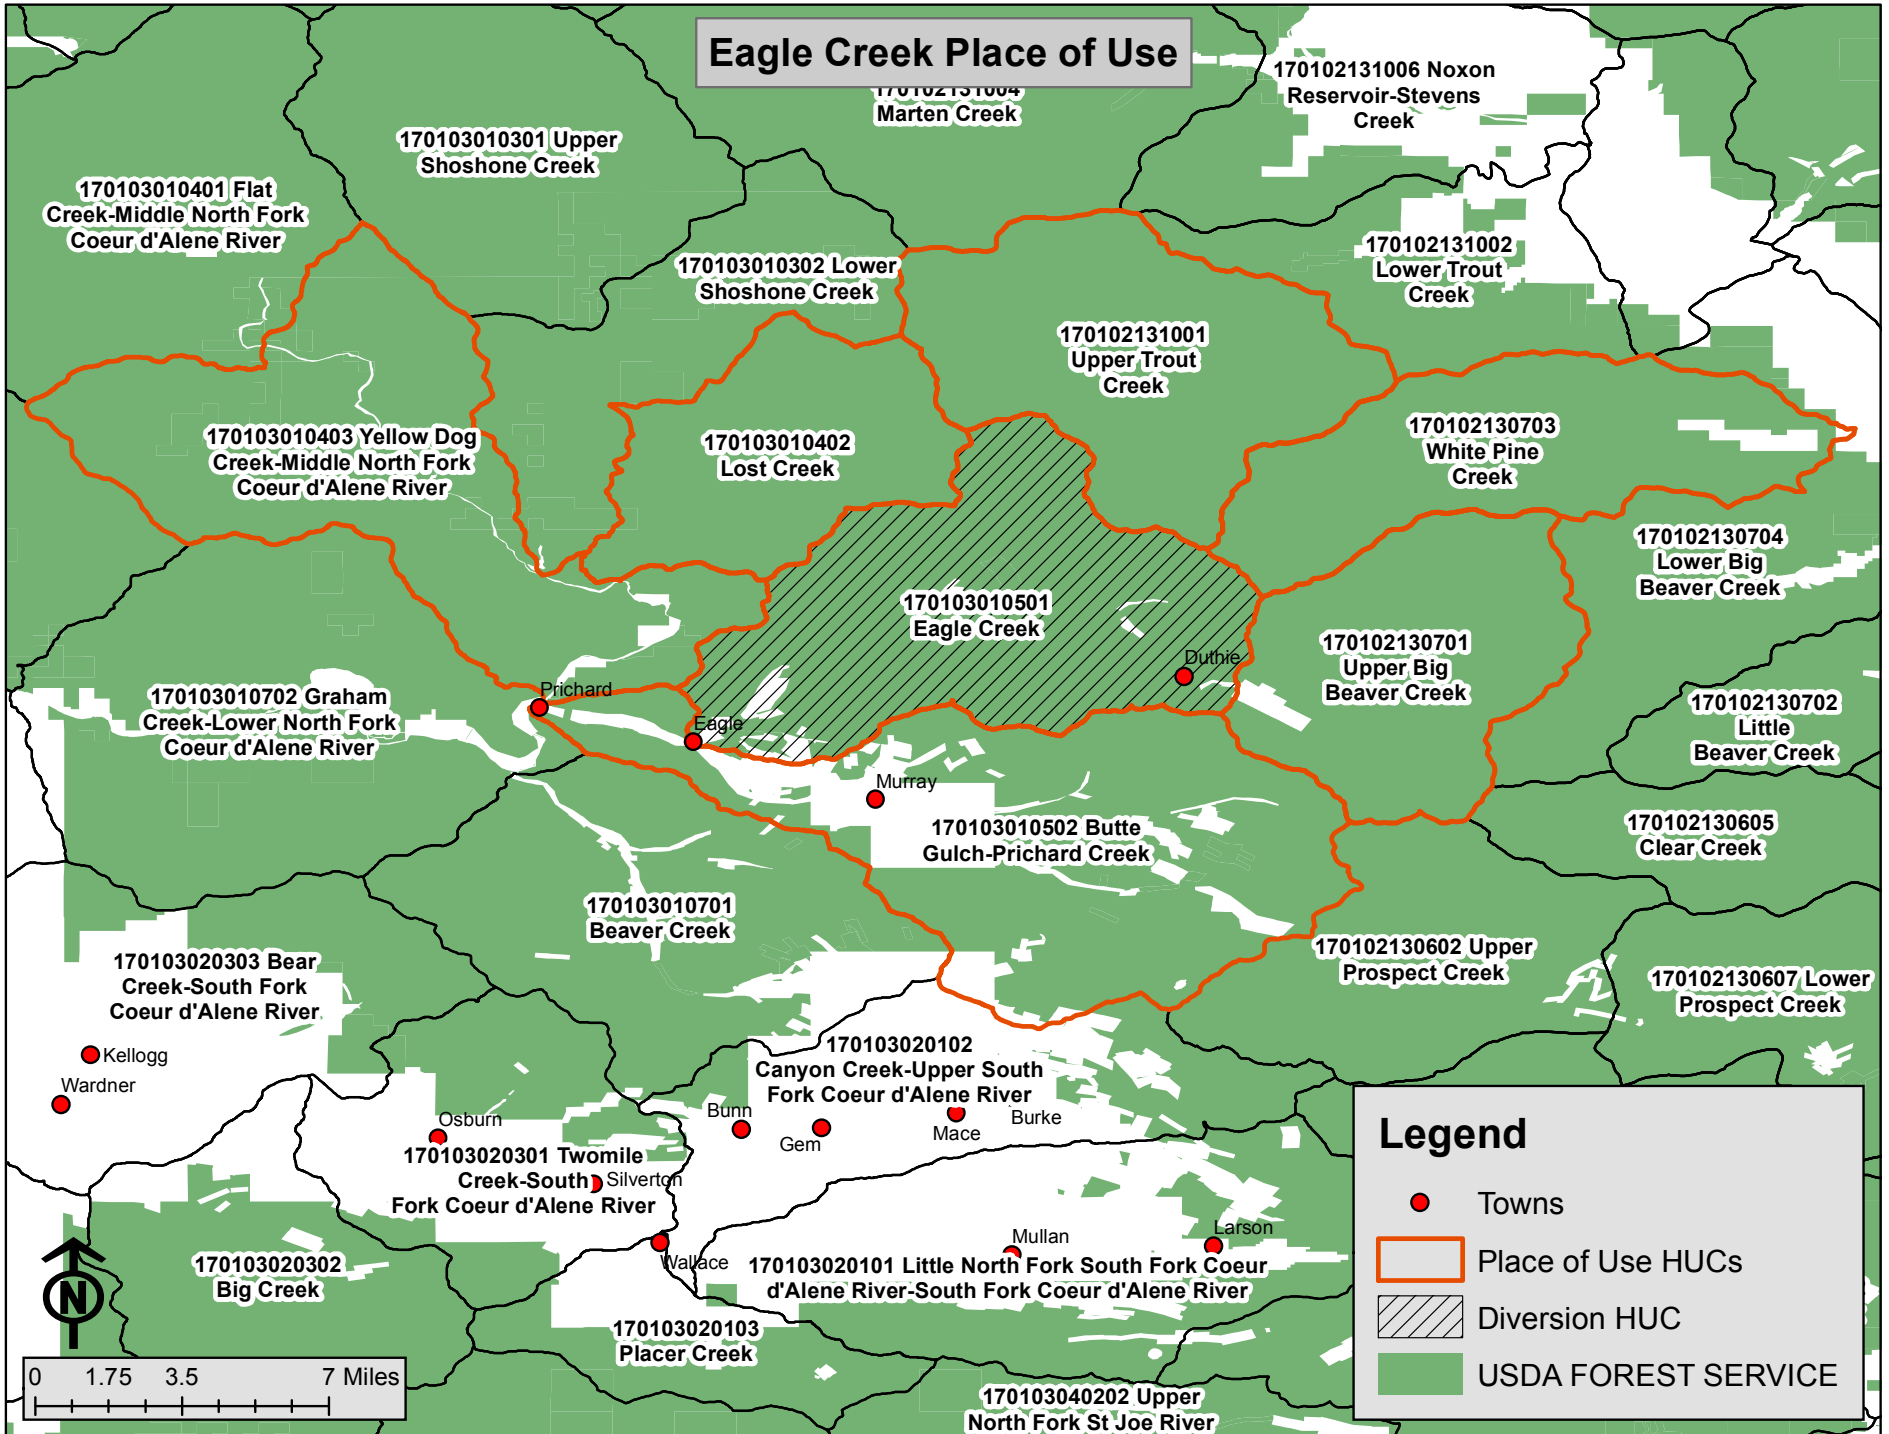 Eagle Creek Place of Use
170102131004
Marten Creek
170102131006 Noxon
Reservoir-Stevens
Creek
170103010301 Upper
Shoshone Creek
170103010401 Flat
Creek-Middle North Fork
Coeur d'Alene River
170103010302 Lower
Shoshone Creek
170102131002
Lower Trout
Creek
170102131001
Upper Trout
Creek
170103010403 Yellow Dog
Creek-Middle North Fork
Coeur d'Alene River
170103010402
Lost Creek
170102130703
White Pine
Creek
170102130704
Lower Big
Beaver Creek
170103010501
Eagle Creek
170102130701
Upper Big
Beaver Creek
Duthie
Prichard
Eagle
170103010702 Graham
Creek-Lower North Fork
Coeur d'Alene River
170102130702
Little
Beaver Creek
Murray
170103010502 Butte
Gulch-Prichard Creek
170102130605
Clear Creek
170103010701
Beaver Creek
170102130602 Upper
Prospect Creek
170102130607 Lower
Prospect Creek
170103020303 Bear
Creek-South Fork
Coeur d'Alene River
Kellogg
Wardner
170103020102
Canyon Creek-Upper South
Fork Coeur d'Alene River
Bunn
Gem
Mace
Burke
Osburn
170103020301 Twomile
Creek-South
Fork Coeur d'Alene River
Silverton
Wallace
Mullan
Larson
170103020101 Little North Fork South Fork Coeur
d'Alene River-South Fork Coeur d'Alene River
170103020302
Big Creek
170103020103
Placer Creek
170103040202 Upper
North Fork St Joe River
N
0 1.75 3.5 7 Miles
Legend
Towns
Place of Use HUCs
Diversion HUC
USDA FOREST SERVICE